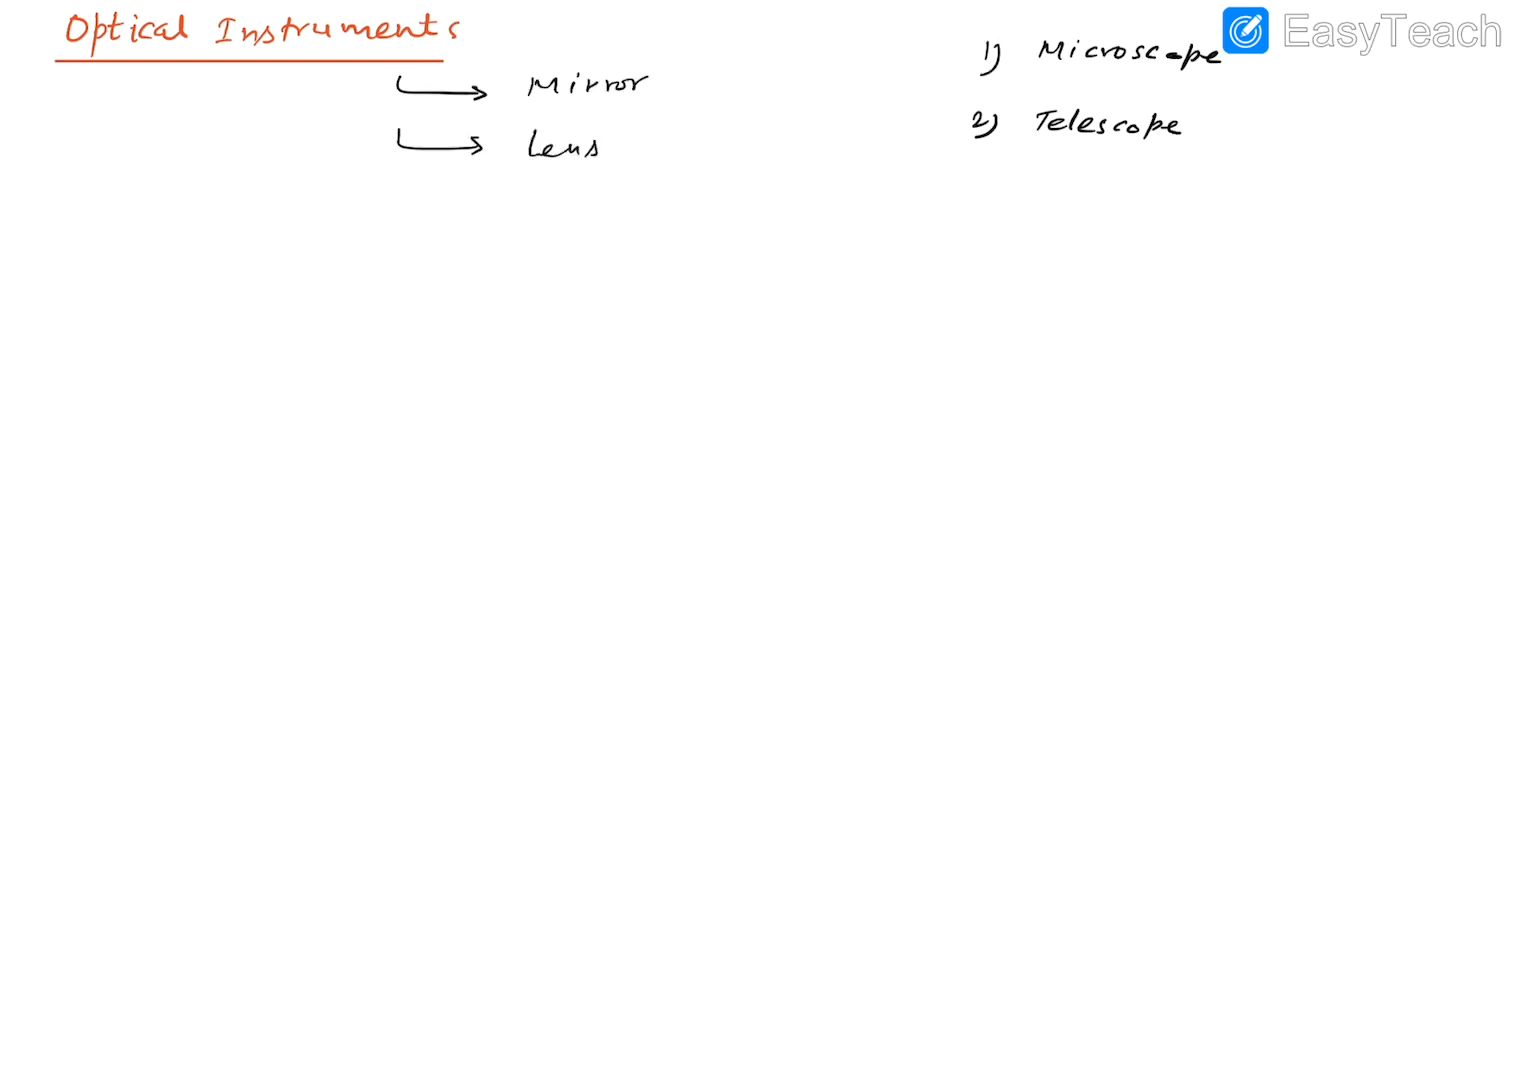 Optical Instruments
Mirror
Lens
1) Microscope
2) Telescope
EasyTeach